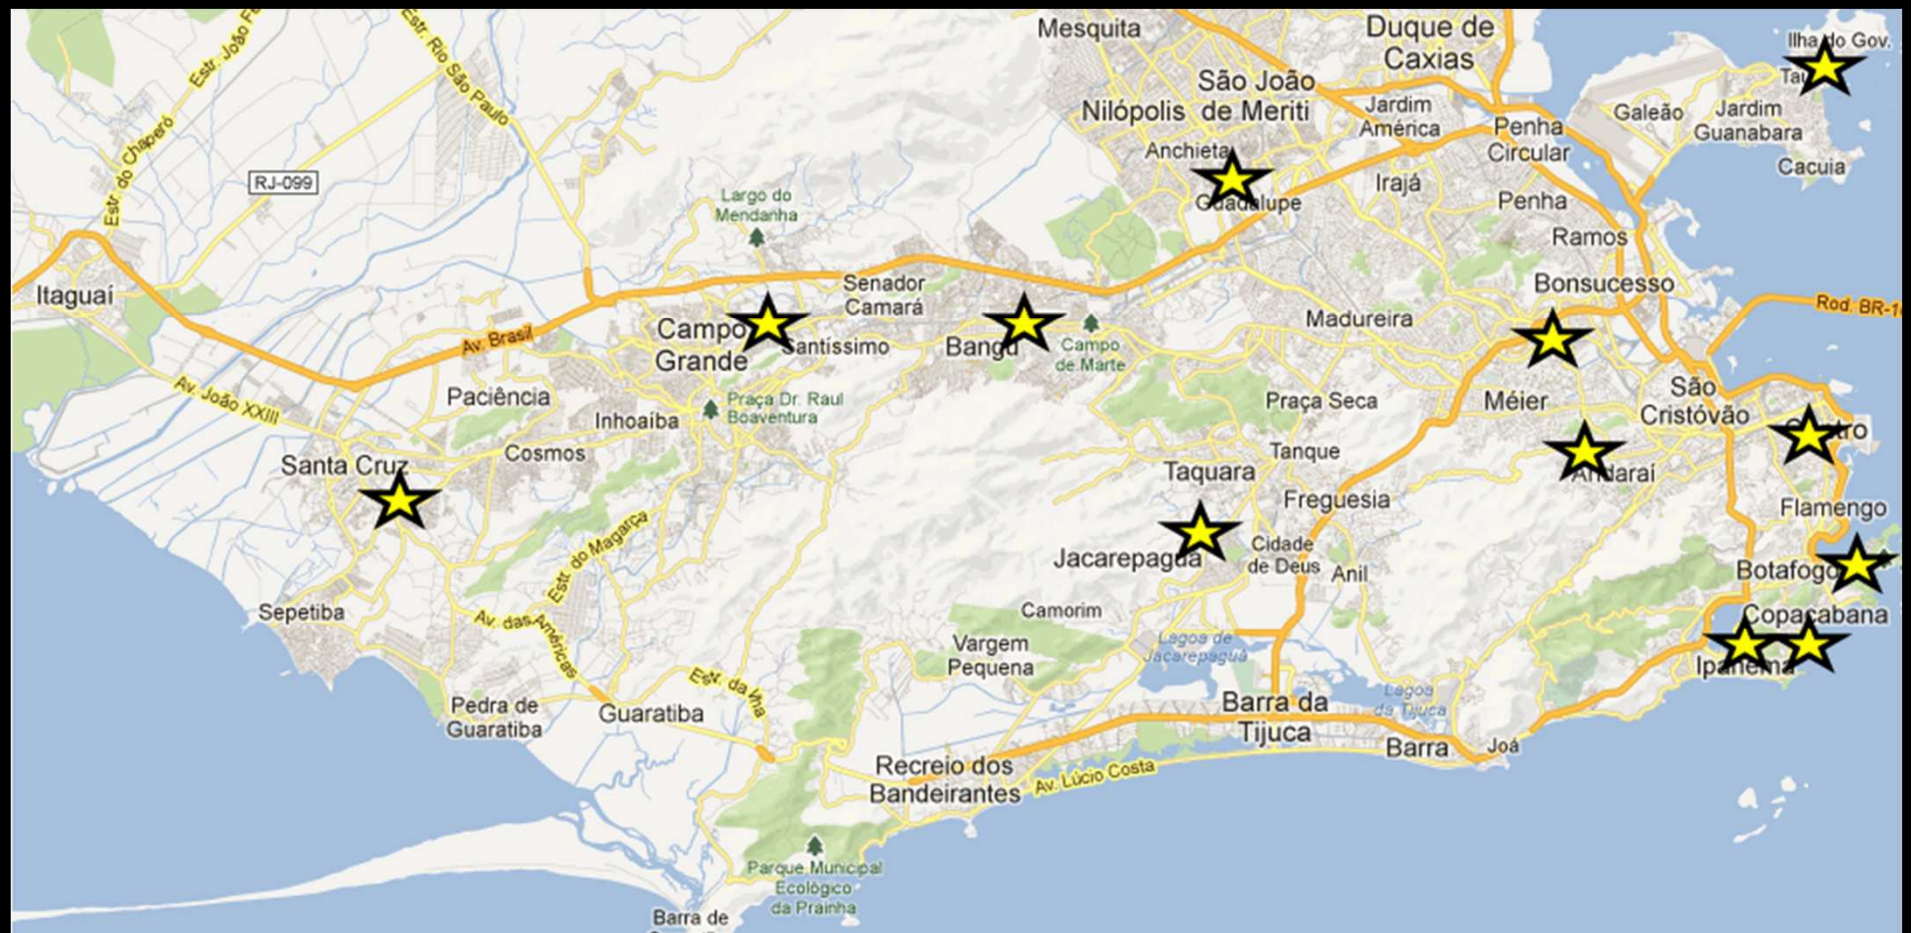 Mesquita
Duque de
Caxias
Ilha do Gov.
Estr. Rio São Paulo
São João
de Meriti
Nilópolis
Jardim
América
Galeão
Jardim
Guanabara
Penha
Circular
Anchieta
Cacuia
Estr. do Chaperó
RJ-099
Irajá
Largo do
Mendanha
Guadalupe
Penha
Ramos
Itaguaí
Senador
Camará
Bonsucesso
Rod.
Campo
Grande
Santíssimo
Bangu
Campo
de Marte
Madureira
Av. Brasil
Av. João XXIII
Paciência
Inhoaíba
Praça Dr. Raul
Boaventura
Praça Seca
Méier
São
Cristóvão
Santa Cruz
Cosmos
Tanque
Taquara
Andaraí
Freguesia
Flamengo
Estr. do Magarça
Jacarepaguá
Cidade
de Deus
Anil
Botafogo
Sepetiba
Av. das Américas
Camorim
Copacabana
Vargem
Pequena
Lagoa de
Jacarepaguá
Ipanema
Estr. da
Pedra de
Guaratiba
Guaratiba
Barra da
Tijuca
Lagoa
da Tijuca
Barra
Joá
Recreio dos
Bandeirantes
Av. Lúcio Costa
Parque Municipal
Ecológico
da Prainha
Barra de